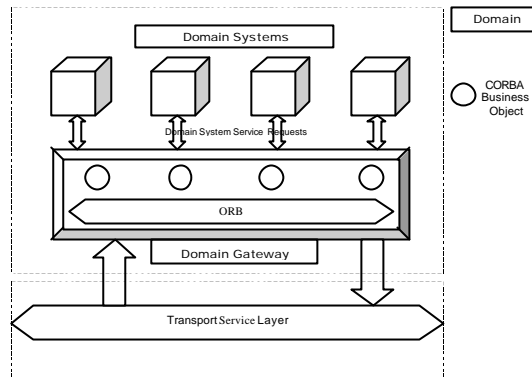 Domain Systems
Domain
CORBA
Business
Object
Domain System Service Requests
ORB
Domain Gateway
Transport Service Layer